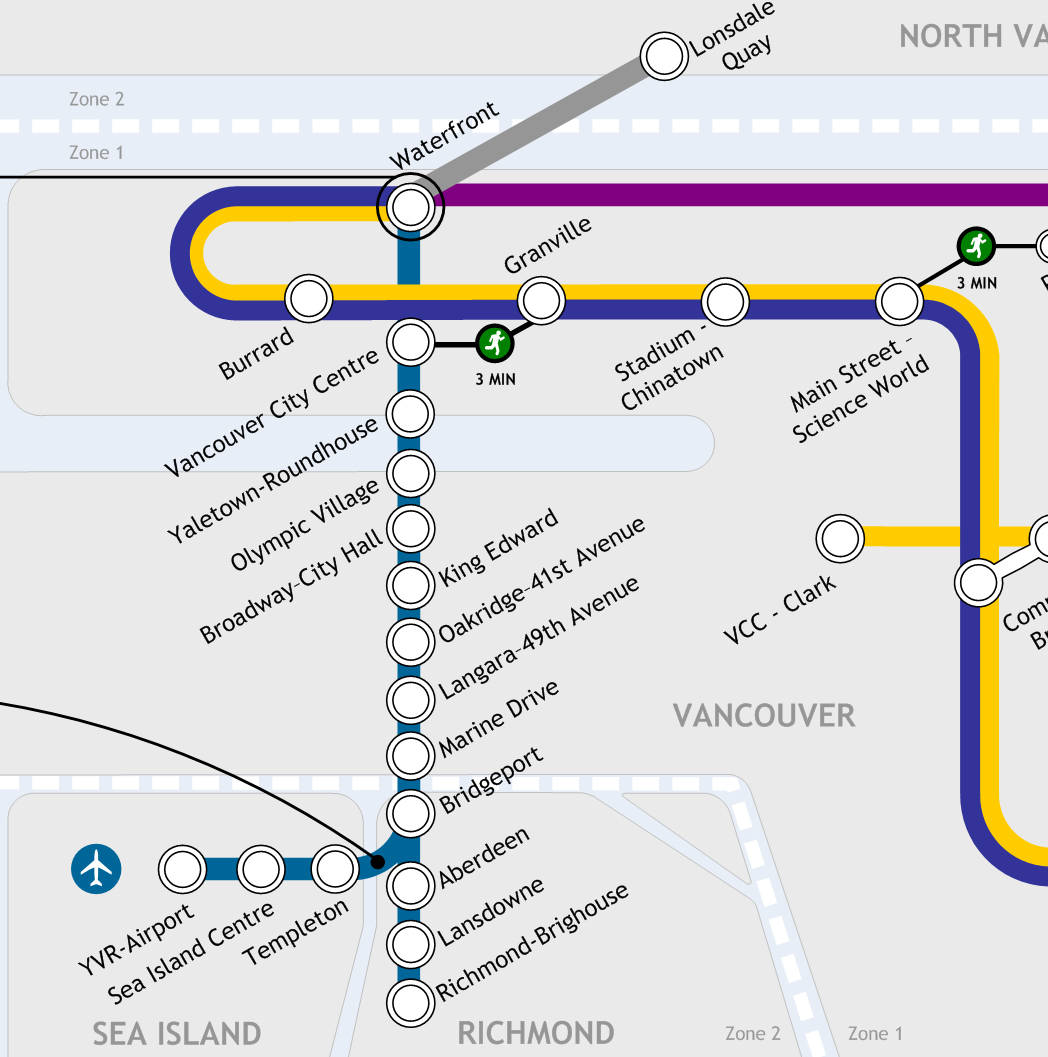 Lonsdale
Quay
NORTH VA
Zone 2
Zone 1
Waterfront
Granville
3 MIN
Burrard
Vancouver City Centre
3 MIN
Stadium -
Chinatown
Main Street -
Science World
Yaletown-Roundhouse
Olympic Village
Broadway-City Hall
King Edward
Oakridge-41st Avenue
VCC - Clark
Langara-49th Avenue
Marine Drive
VANCOUVER
Bridgeport
Aberdeen
YVR-Airport
Sea Island Centre
Templeton
Lansdowne
Richmond-Brighouse
SEA ISLAND
RICHMOND
Zone 2
Zone 1